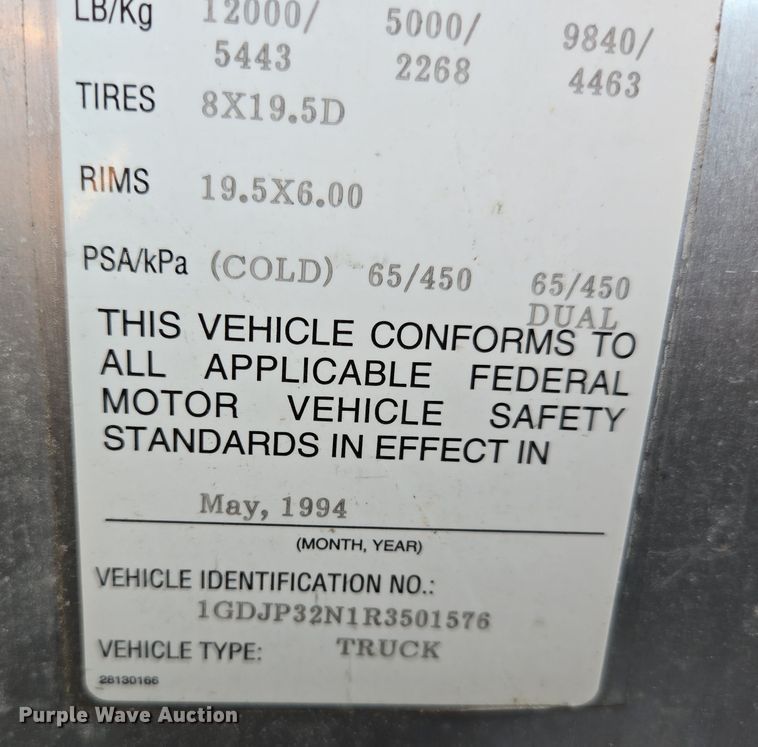 LB/Kg 12000/ 5000/ 9840/
5443 2268 4463
TIRES 8X19.5D
RIMS 19.5X6.00
PSA/kPa (COLD) 65/450 65/450
DUAL
THIS VEHICLE CONFORMS TO
ALL APPLICABLE FEDERAL
MOTOR VEHICLE SAFETY
STANDARDS IN EFFECT IN
May, 1994
(MONTH, YEAR)
VEHICLE IDENTIFICATION NO.:
1GDJP32N1R3501576
VEHICLE TYPE: TRUCK
28130166
Purple Wave Auction